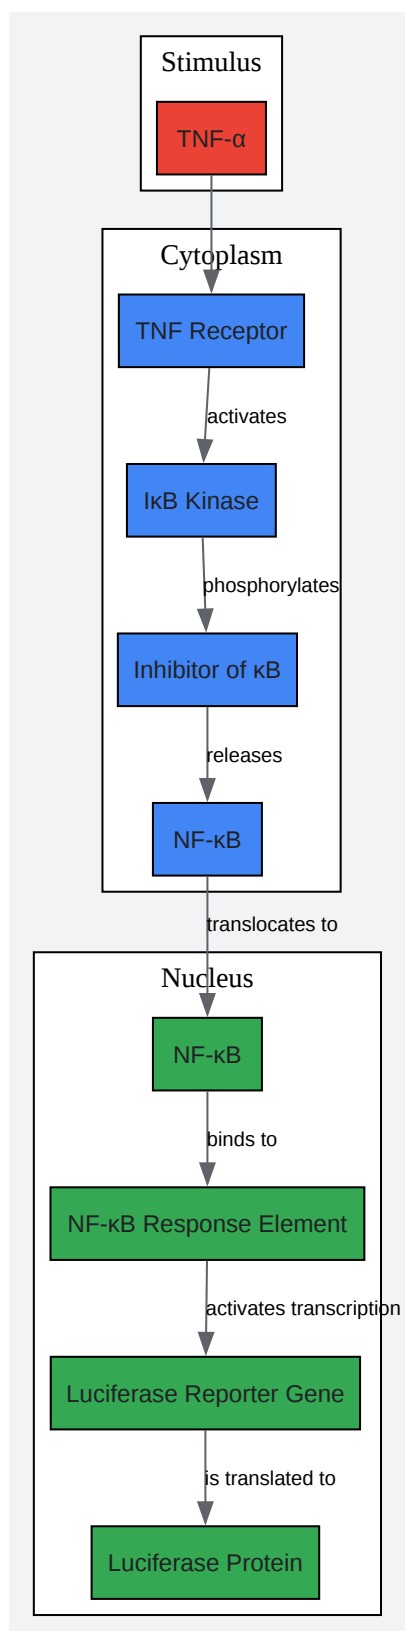 Stimulus
TNF-α
Cytoplasm
TNF Receptor
activates
IκB Kinase
phosphorylates
Inhibitor of κB
releases
NF-κB
translocates to
Nucleus
NF-κB
binds to
NF-κB Response Element
activates transcription
Luciferase Reporter Gene
is translated to
Luciferase Protein